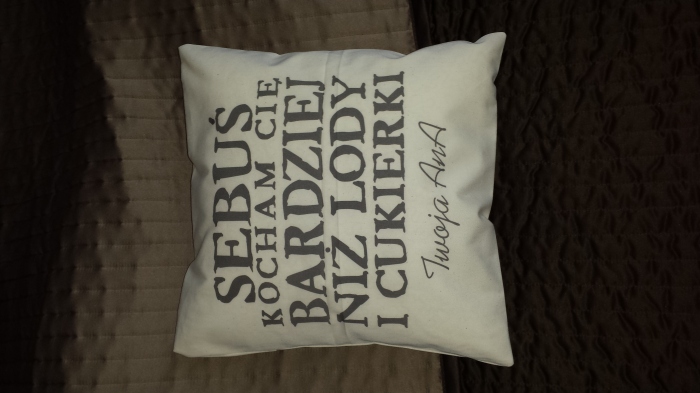 SEBUŚ
KOCHAM CIĘ
BARDZIEJ
NIŻ LODY
I CUKIERKI
Twoja AnA